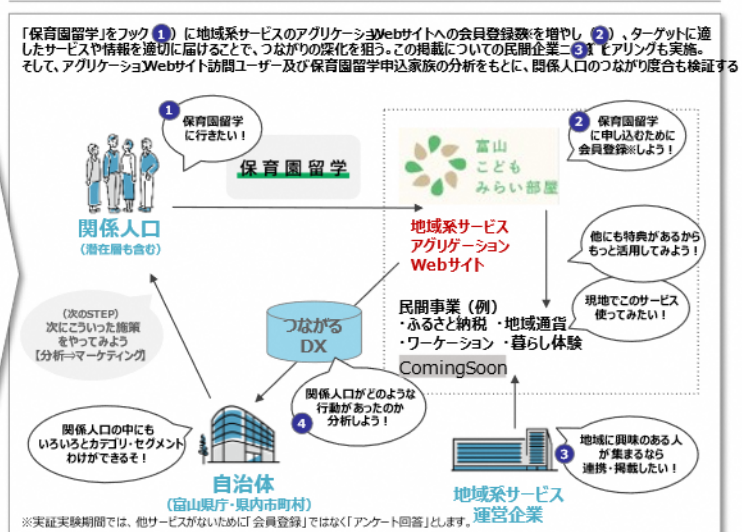 「保育園留学」をフック(1)に地域系サービスのアグリケーションWebサイトへの会員登録数※を増やし(2)、ターゲットに適
したサービスや情報を適切に届けることで、つながりの深化を狙う。この掲載についての民間企業ニーズ3ヒアリングも実施。
そして、アグリケーションWebサイト訪問ユーザー及び保育園留学申込家族の分析をもとに、関係人口のつながり度合も検証する
1
保育園留学
に行きたい！
保育園留学
富山
こども
みらい部屋
2
保育園留学
に申し込むために
会員登録※しよう！
関係人口
（潜在層も含む）
地域系サービス
アグリゲーション
Webサイト
他にも特典があるから
もっと活用してみよう！
現地でこのサービス
使ってみたい！
民間事業（例）
・ふるさと納税 ・地域通貨
・ワーケーション ・暮らし体験
ComingSoon
（次のSTEP）
次にこういった施策
をやってみよう
【分析⇒マーケティング】
つながる
DX
関係人口がどのような
行動があったのか
分析しよう！
4
関係人口の中にも
いろいろとカテゴリ・セグメント
わけができるぞ！
自治体
（富山県庁・県内市町村）
地域系サービス
運営企業
3
地域に興味のある人
が集まるなら
連携・掲載したい！
※実証実験期間では、他サービスがないために「会員登録」ではなく「アンケート回答」とします。